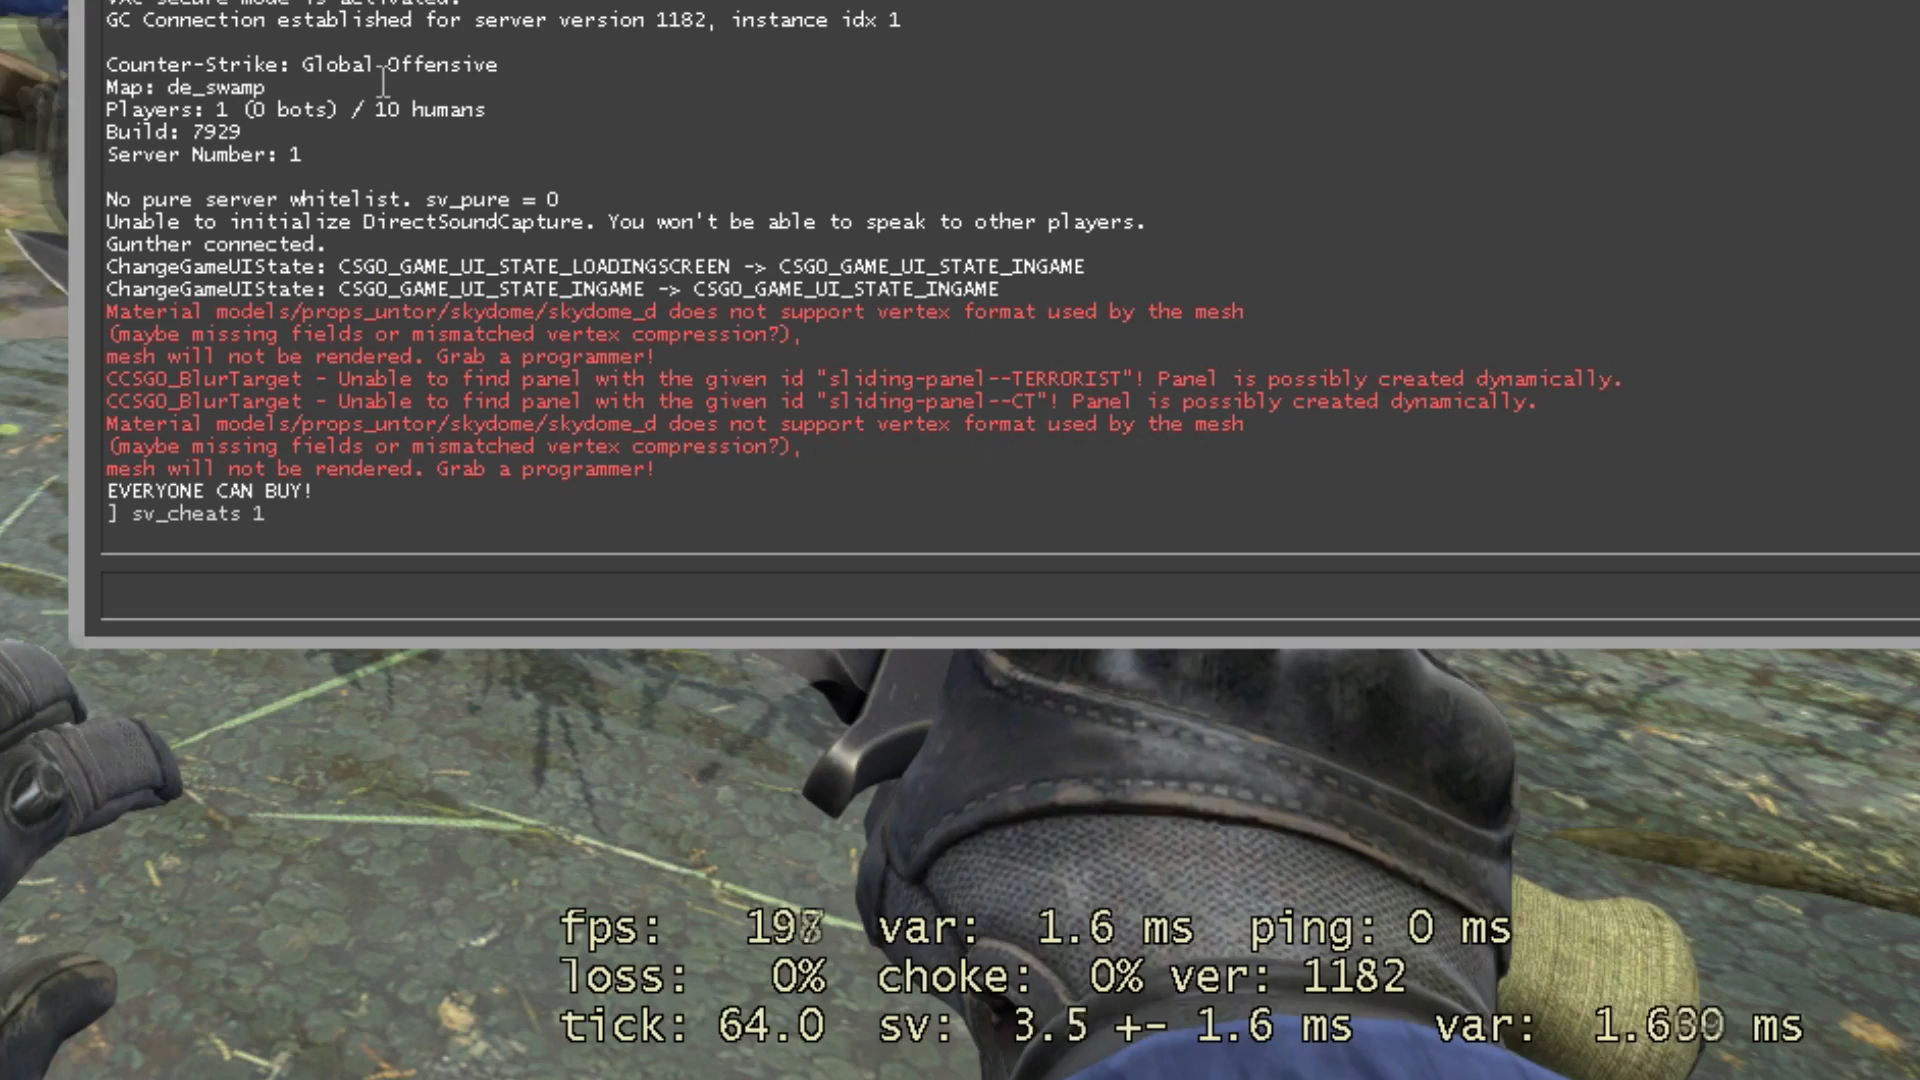 VAC secure mode is activated.
GC Connection established for server version 1182, instance idx 1
Counter-Strike: Global Offensive
Map: de_swamp
Players: 1 (0 bots) / 10 humans
Build: 7929
Server Number: 1
No pure server whitelist. sv_pure = 0
Unable to initialize DirectSoundCapture. You won't be able to speak to other players.
Gunther connected.
ChangeGameUIState: CSGO_GAME_UI_STATE_LOADINGSCREEN -> CSGO_GAME_UI_STATE_INGAME
ChangeGameUIState: CSGO_GAME_UI_STATE_INGAME -> CSGO_GAME_UI_STATE_INGAME
Material models/props_untor/skydome/skydome_d does not support vertex format used by the mesh
(maybe missing fields or mismatched vertex compression?),
mesh will not be rendered. Grab a programmer!
CCSGO_BlurTarget - Unable to find panel with the given id "sliding-panel--TERRORIST"! Panel is possibly created dynamically.
CCSGO_BlurTarget - Unable to find panel with the given id "sliding-panel--CT"! Panel is possibly created dynamically.
Material models/props_untor/skydome/skydome_d does not support vertex format used by the mesh
(maybe missing fields or mismatched vertex compression?),
mesh will not be rendered. Grab a programmer!
EVERYONE CAN BUY!
] sv_cheats 1
fps: var: 1.6 ms ping: 0 ms
loss: 0% choke: 0% ver: 1182
tick: 64.0 sv: 3.5 +- 1.6 ms var: ms